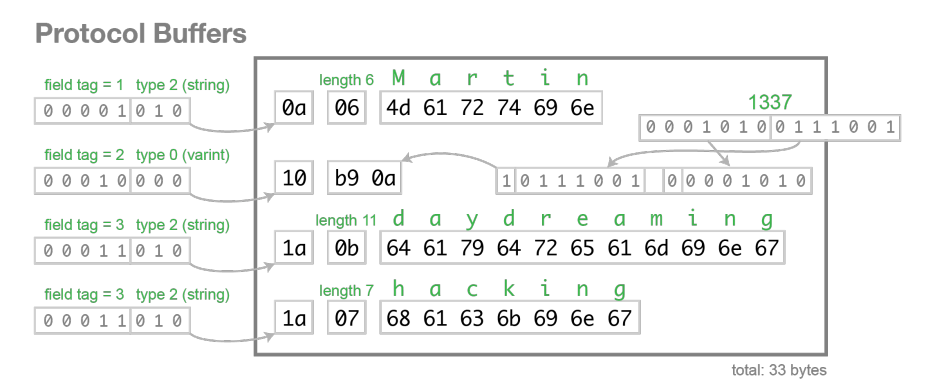 Protocol Buffers
field tag = 1 type 2 (string)
length 6 M a r t i n
0 0 0 0 1 0 1 0
0a 06 4d 61 72 74 69 6e
1337
0 0 0 1 0 1 0 0 1 1 1 0 0 1
field tag = 2 type 0 (varint)
0 0 0 1 0 0 0 0
10 b9 0a
1 0 1 1 1 0 0 1 0 0 0 0 1 0 1 0
field tag = 3 type 2 (string)
length 11 d a y d r e a m i n g
0 0 0 1 1 0 1 0
1a 0b 64 61 79 64 72 65 61 6d 69 6e 67
field tag = 3 type 2 (string)
length 7 h a c k i n g
0 0 0 1 1 0 1 0
1a 07 68 61 63 6b 69 6e 67
total: 33 bytes